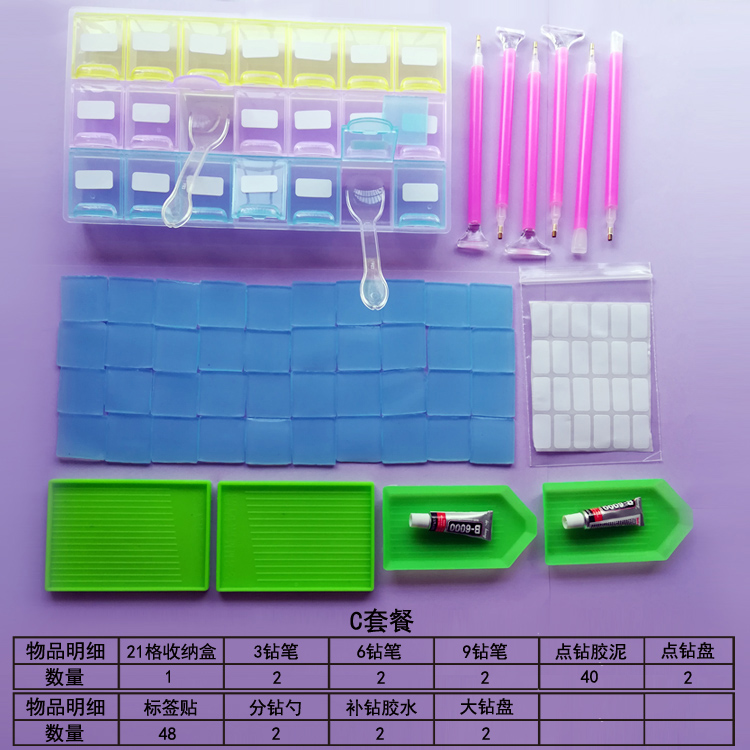 B-6000
B-6000
C套餐
物品明细 21格收纳盒 3钻笔 6钻笔 9钻笔 点钻胶泥 点钻盘
数量 1 2 2 2 40 2
物品明细 标签贴 分钻勺 补钻胶水 大钻盘
数量 48 2 2 2